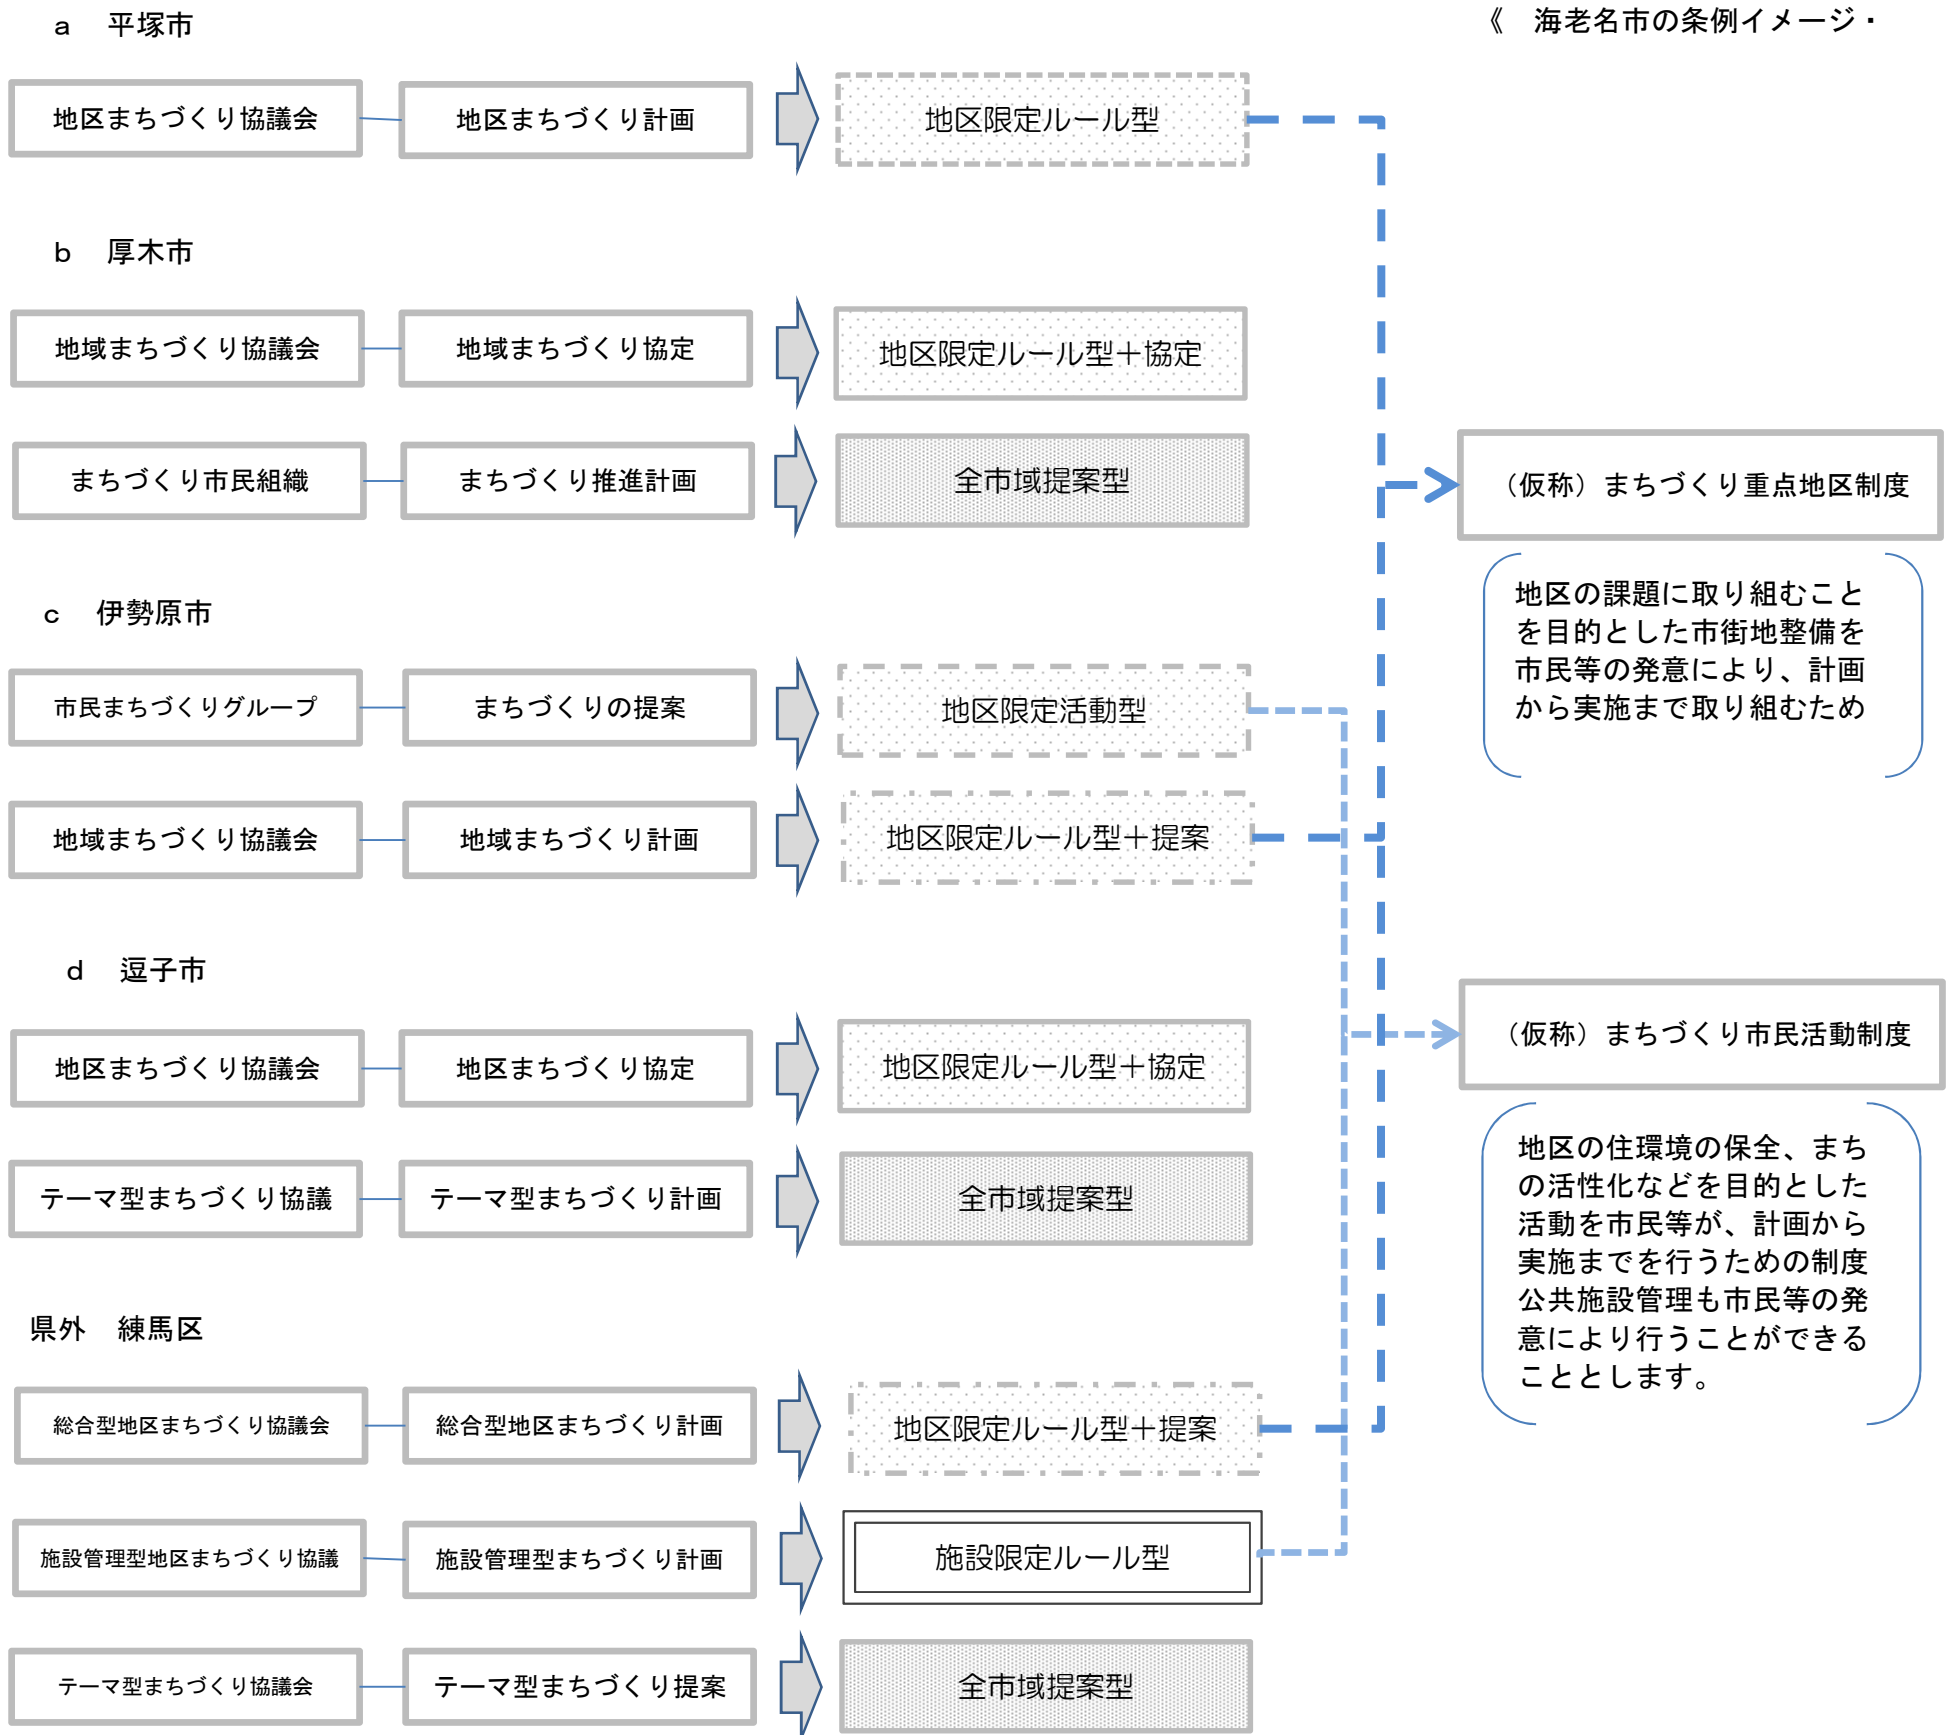 a 平塚市
《 海老名市の条例イメージ・
地区まちづくり協議会
地区まちづくり計画
地区限定ルール型
b 厚木市
地域まちづくり協議会
地域まちづくり協定
地区限定ルール型＋協定
まちづくり市民組織
まちづくり推進計画
全市域提案型
（仮称）まちづくり重点地区制度
地区の課題に取り組むこと
を目的とした市街地整備を
市民等の発意により、計画
から実施まで取り組むため
c 伊勢原市
市民まちづくりグループ
まちづくりの提案
地区限定活動型
地域まちづくり協議会
地域まちづくり計画
地区限定ルール型＋提案
d 逗子市
地区まちづくり協議会
地区まちづくり協定
地区限定ルール型＋協定
（仮称）まちづくり市民活動制度
テーマ型まちづくり協議
テーマ型まちづくり計画
全市域提案型
地区の住環境の保全、まち
の活性化などを目的とした
活動を市民等が、計画から
実施までを行うための制度
公共施設管理も市民等の発
意により行うことができる
こととします。
県外 練馬区
総合型地区まちづくり協議会
総合型地区まちづくり計画
地区限定ルール型＋提案
施設管理型地区まちづくり協議
施設管理型まちづくり計画
施設限定ルール型
テーマ型まちづくり協議会
テーマ型まちづくり提案
全市域提案型